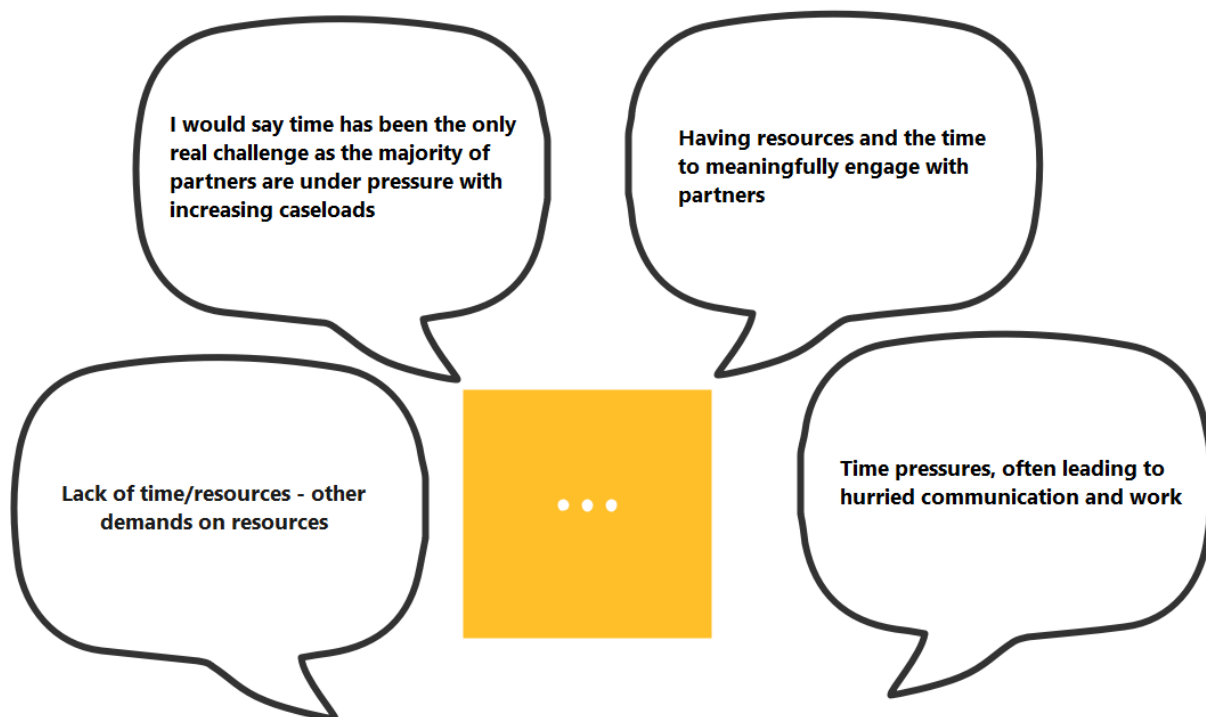 I would say time has been the only
real challenge as the majority of
partners are under pressure with
increasing caseloads
Having resources and the time
to meaningfully engage with
partners
Lack of time/resources - other
demands on resources
...
Time pressures, often leading to
hurried communication and work